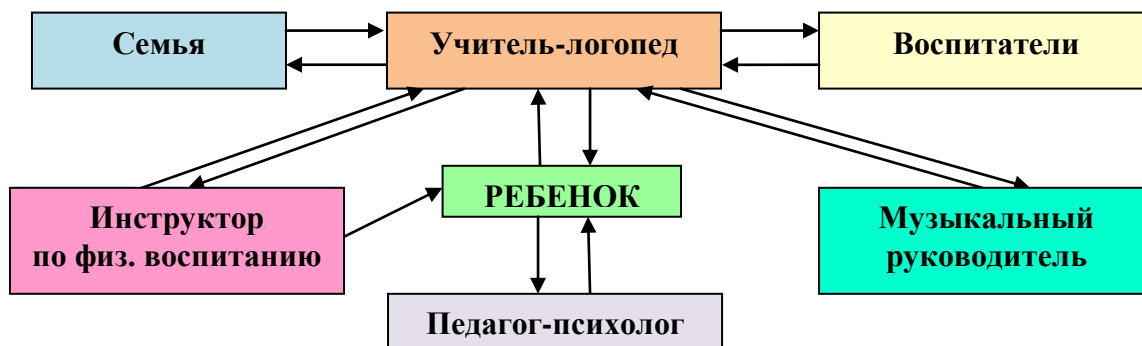 Семья
Учитель-логопед
Воспитатели
Инструктор
по физ. воспитанию
РЕБЕНОК
Музыкальный
руководитель
Педагог-психолог